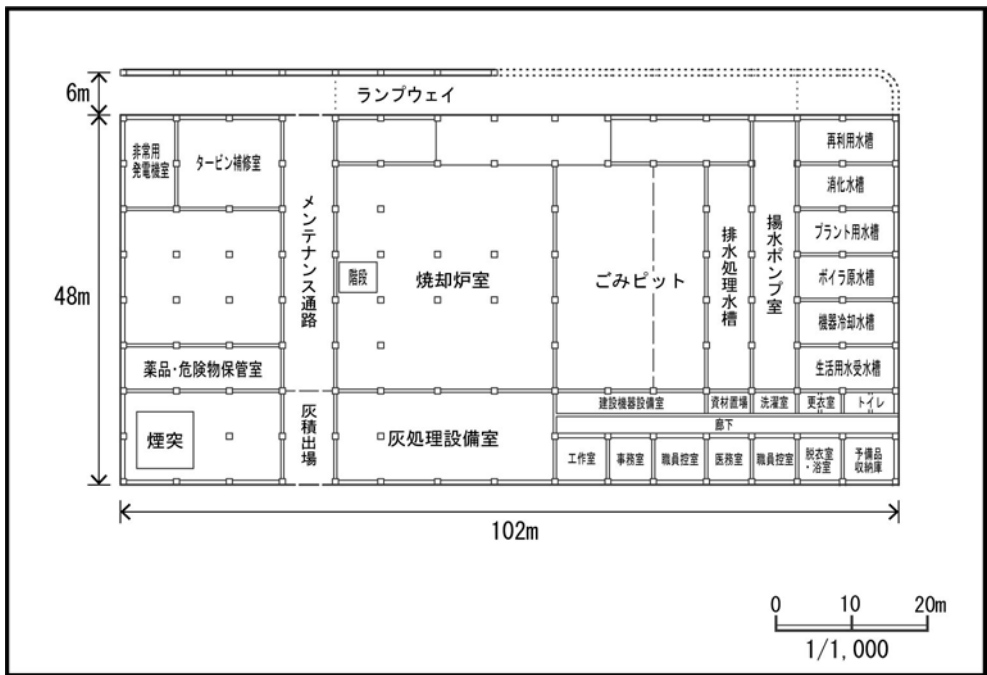 6m
ランプウェイ
48m
非常用
発電機室
タービン補修室
メンテナンス通路
階段
焼却炉室
ごみピット
排水処理水槽
揚水ポンプ室
再利用水槽
消化水槽
プラント用水槽
ボイラ原水槽
機器冷却水槽
生活用水受水槽
薬品・危険物保管室
煙突
灰積出場
灰処理設備室
建設機器設備室
資材置場
洗濯室
更衣室
トイレ
廊下
工作室
事務室
職員控室
医務室
職員控室
脱衣室
・浴室
予備品
収納庫
102m
0 10 20m
1/1,000